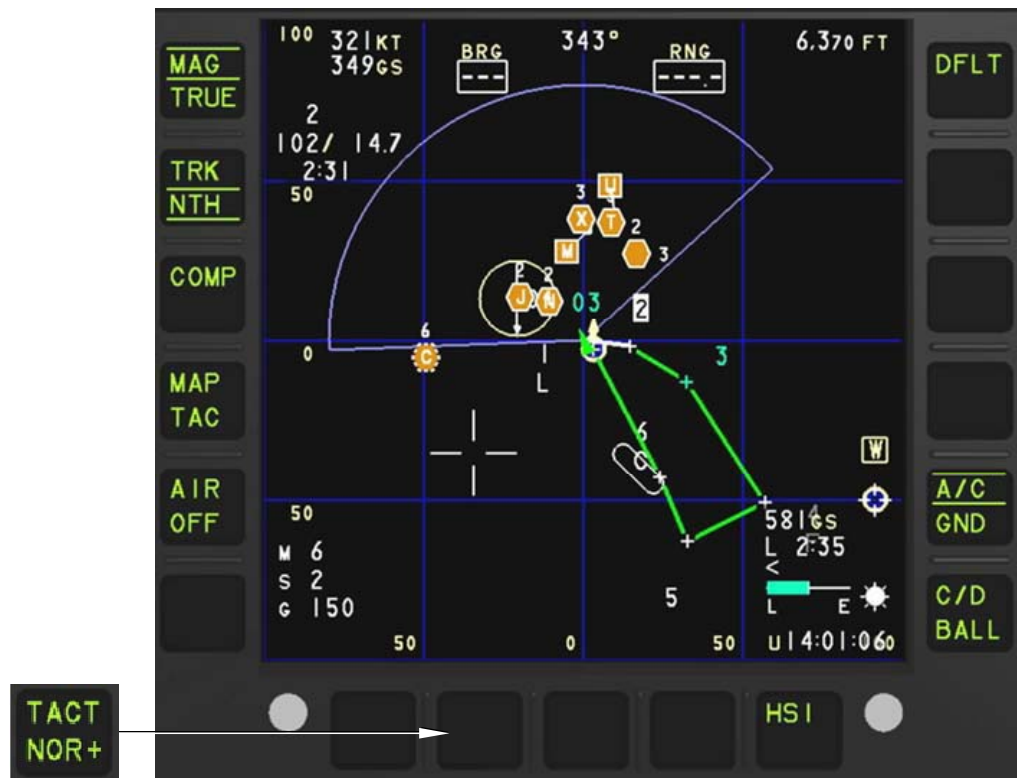 100
321KT
349GS
BRG
---
343°
RNG
---.-
6,370 FT
MAG
TRUE
DFLT
2
102/ 14.7
2:31
TRK
NTH
50
U
3
X
T
2
M
3
COMP
2
2
J
N
03
2
6
C
0
L
3
MAP
TAC
6
C
W
AIR
OFF
A/C
GND
50
581GS
L 2:35
<
M 6
S 2
G 150
L E
5
C/D
BALL
50
0
50
U14:01:06
TACT
NOR+
HSI